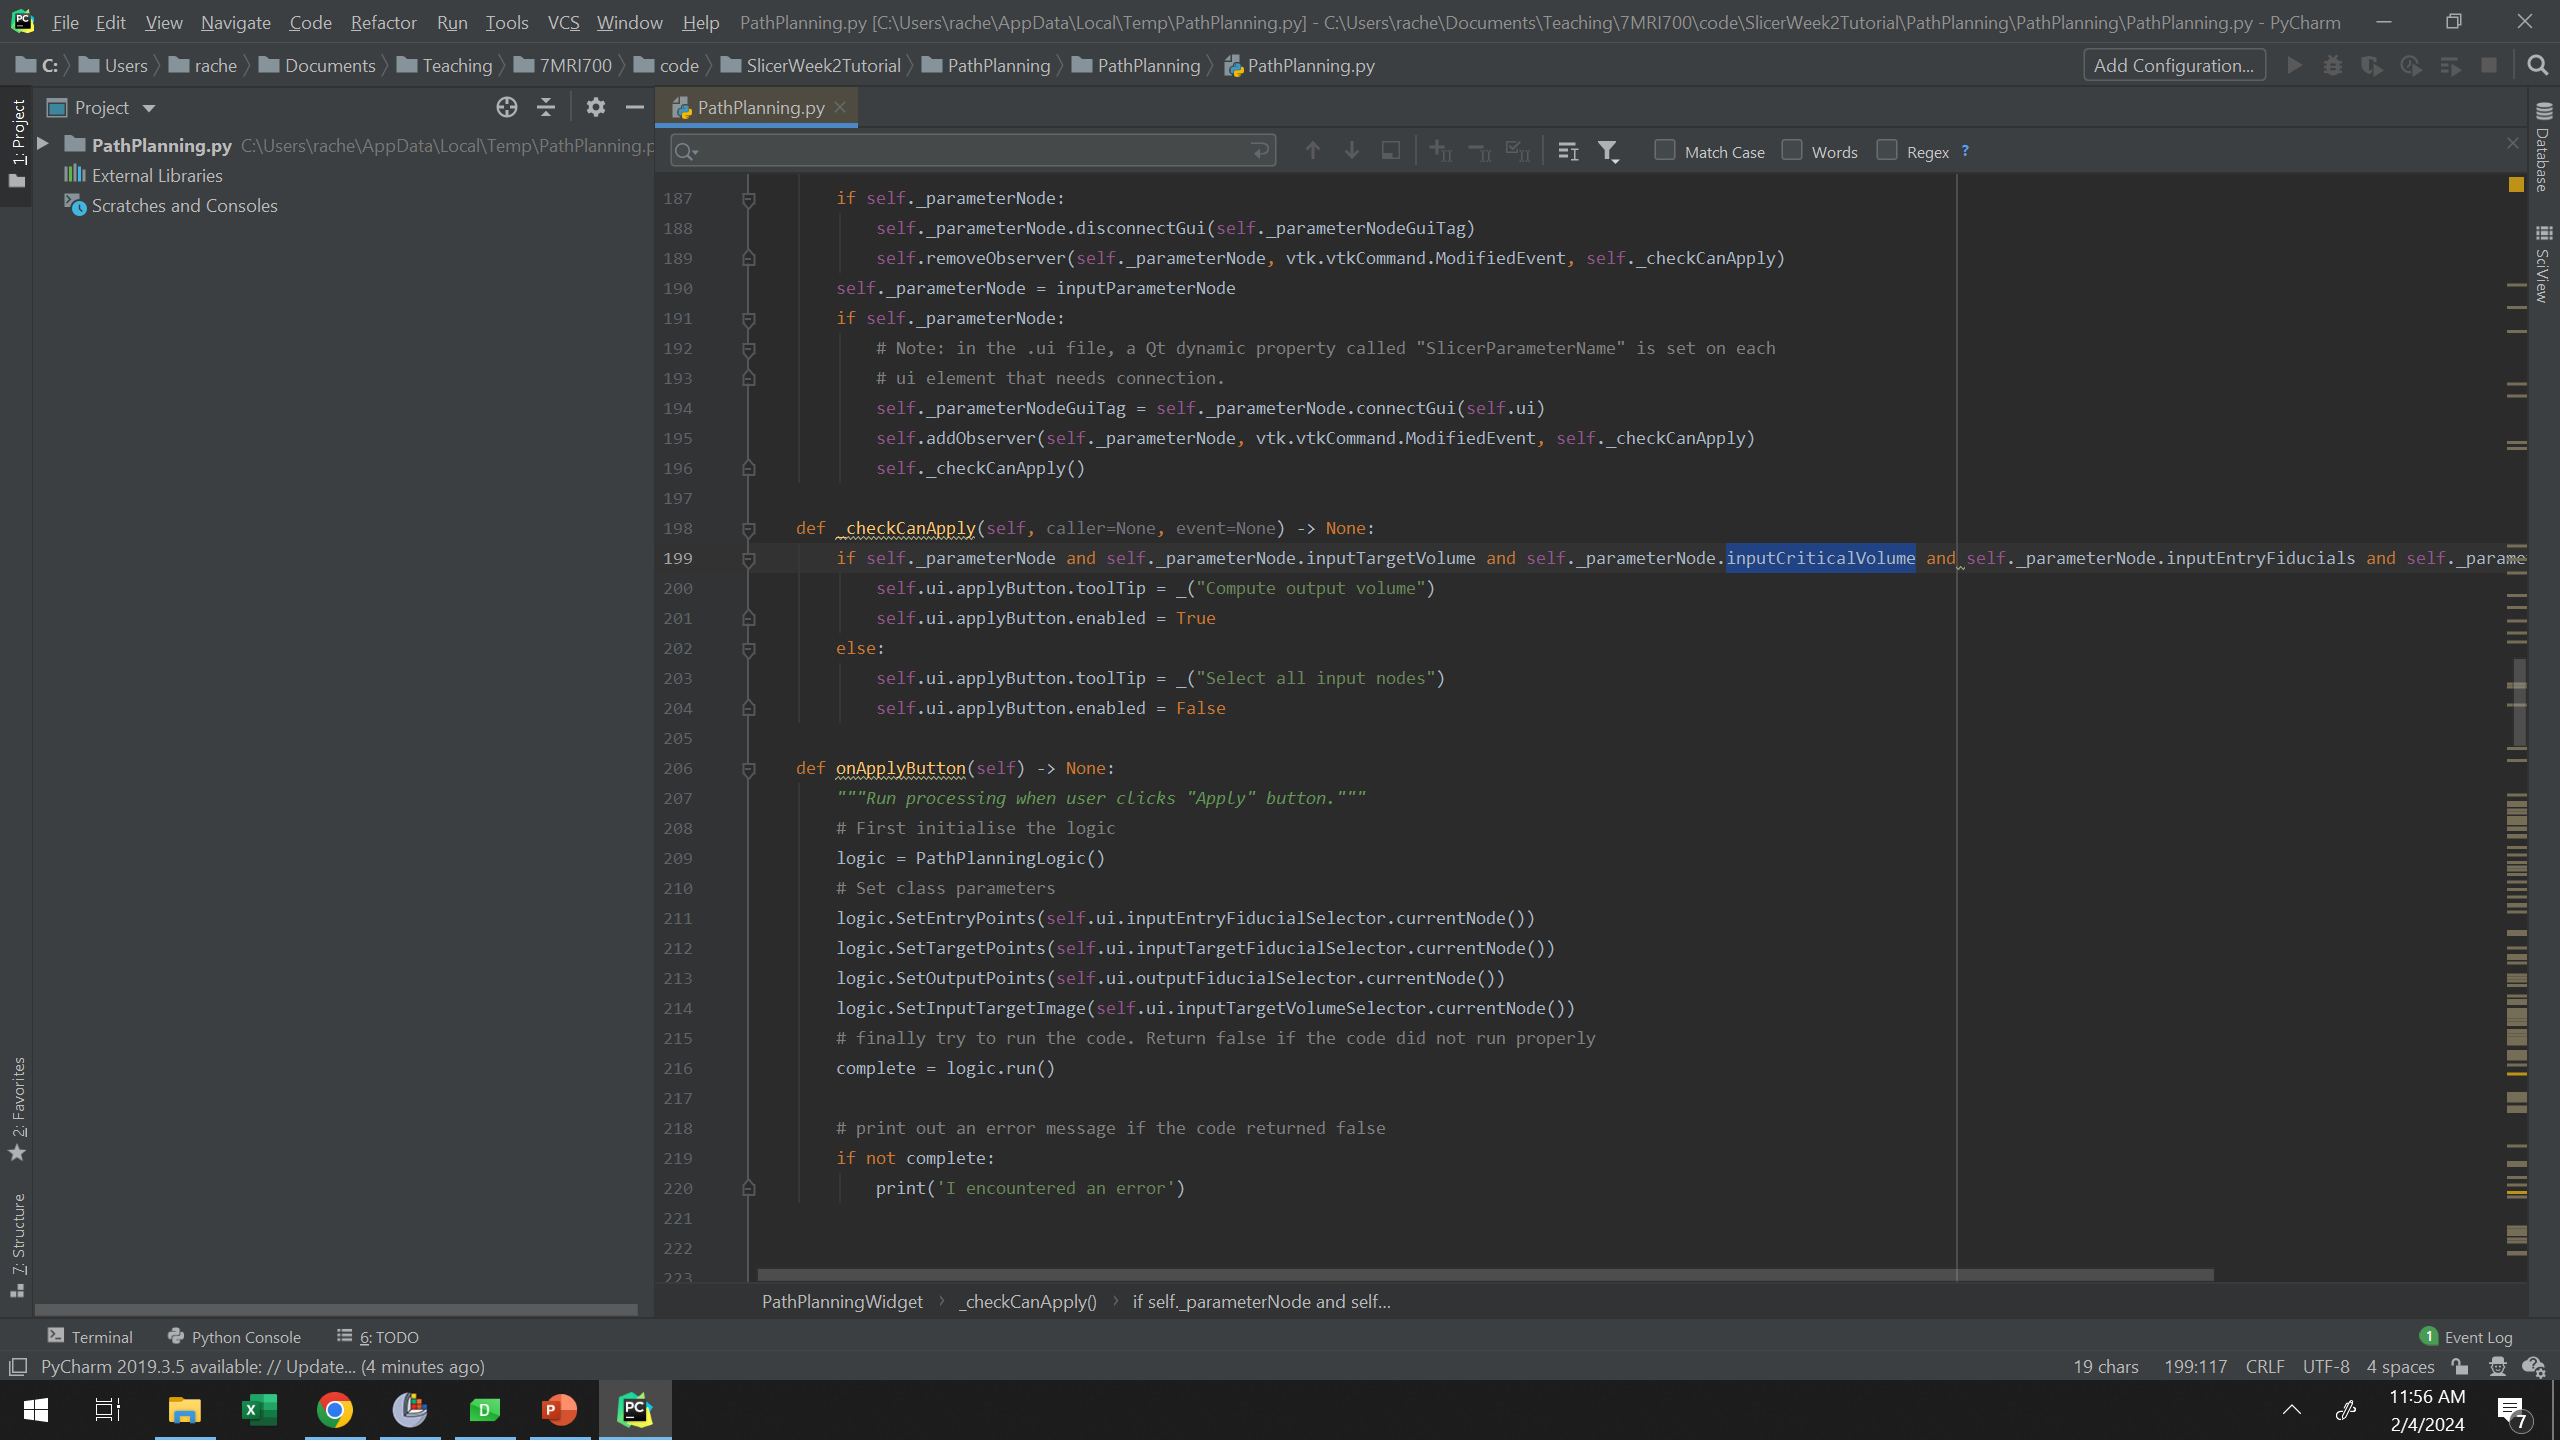 File Edit View Navigate Code Refactor Run Tools VCS Window Help PathPlanning.py [C:\Users\rache\AppData\Local\Temp\PathPlanning.py] - C:\Users\rache\Documents\Teaching\7MRI700\code\SlicerWeek2Tutorial\PathPlanning\PathPlanning\PathPlanning.py - PyCharm
C: Users rache Documents Teaching 7MRI700 code SlicerWeek2Tutorial PathPlanning PathPlanning PathPlanning.py Add Configuration...
1: Project
Project
PathPlanning.py C:\Users\rache\AppData\Local\Temp\PathPlanning.p
External Libraries
Scratches and Consoles
PathPlanning.py
Match Case Words Regex ?
187 if self._parameterNode:
188 self._parameterNode.disconnectGui(self._parameterNodeGuiTag)
189 self.removeObserver(self._parameterNode, vtk.vtkCommand.ModifiedEvent, self._checkCanApply)
190 self._parameterNode = inputParameterNode
191 if self._parameterNode:
192 # Note: in the .ui file, a Qt dynamic property called "SlicerParameterName" is set on each
193 # ui element that needs connection.
194 self._parameterNodeGuiTag = self._parameterNode.connectGui(self.ui)
195 self.addObserver(self._parameterNode, vtk.vtkCommand.ModifiedEvent, self._checkCanApply)
196 self._checkCanApply()
197
198 def _checkCanApply(self, caller=None, event=None) -> None:
199 if self._parameterNode and self._parameterNode.inputTargetVolume and self._parameterNode.inputCriticalVolume and self._parameterNode.inputEntryFiducials and self._parame
200 self.ui.applyButton.toolTip = _("Compute output volume")
201 self.ui.applyButton.enabled = True
202 else:
203 self.ui.applyButton.toolTip = _("Select all input nodes")
204 self.ui.applyButton.enabled = False
205
206 def onApplyButton(self) -> None:
207 """Run processing when user clicks "Apply" button."""
208 # First initialise the logic
209 logic = PathPlanningLogic()
210 # Set class parameters
211 logic.SetEntryPoints(self.ui.inputEntryFiducialSelector.currentNode())
212 logic.SetTargetPoints(self.ui.inputTargetFiducialSelector.currentNode())
213 logic.SetOutputPoints(self.ui.outputFiducialSelector.currentNode())
214 logic.SetInputTargetImage(self.ui.inputTargetVolumeSelector.currentNode())
215 # finally try to run the code. Return false if the code did not run properly
216 complete = logic.run()
217
218 # print out an error message if the code returned false
219 if not complete:
220 print('I encountered an error')
221
222
223
Database
SciView
2: Favorites
7: Structure
PathPlanningWidget _checkCanApply() if self._parameterNode and self...
Terminal Python Console 6: TODO 1 Event Log
PyCharm 2019.3.5 available: // Update... (4 minutes ago) 19 chars 199:117 CRLF UTF-8 4 spaces
11:56 AM
2/4/2024
7